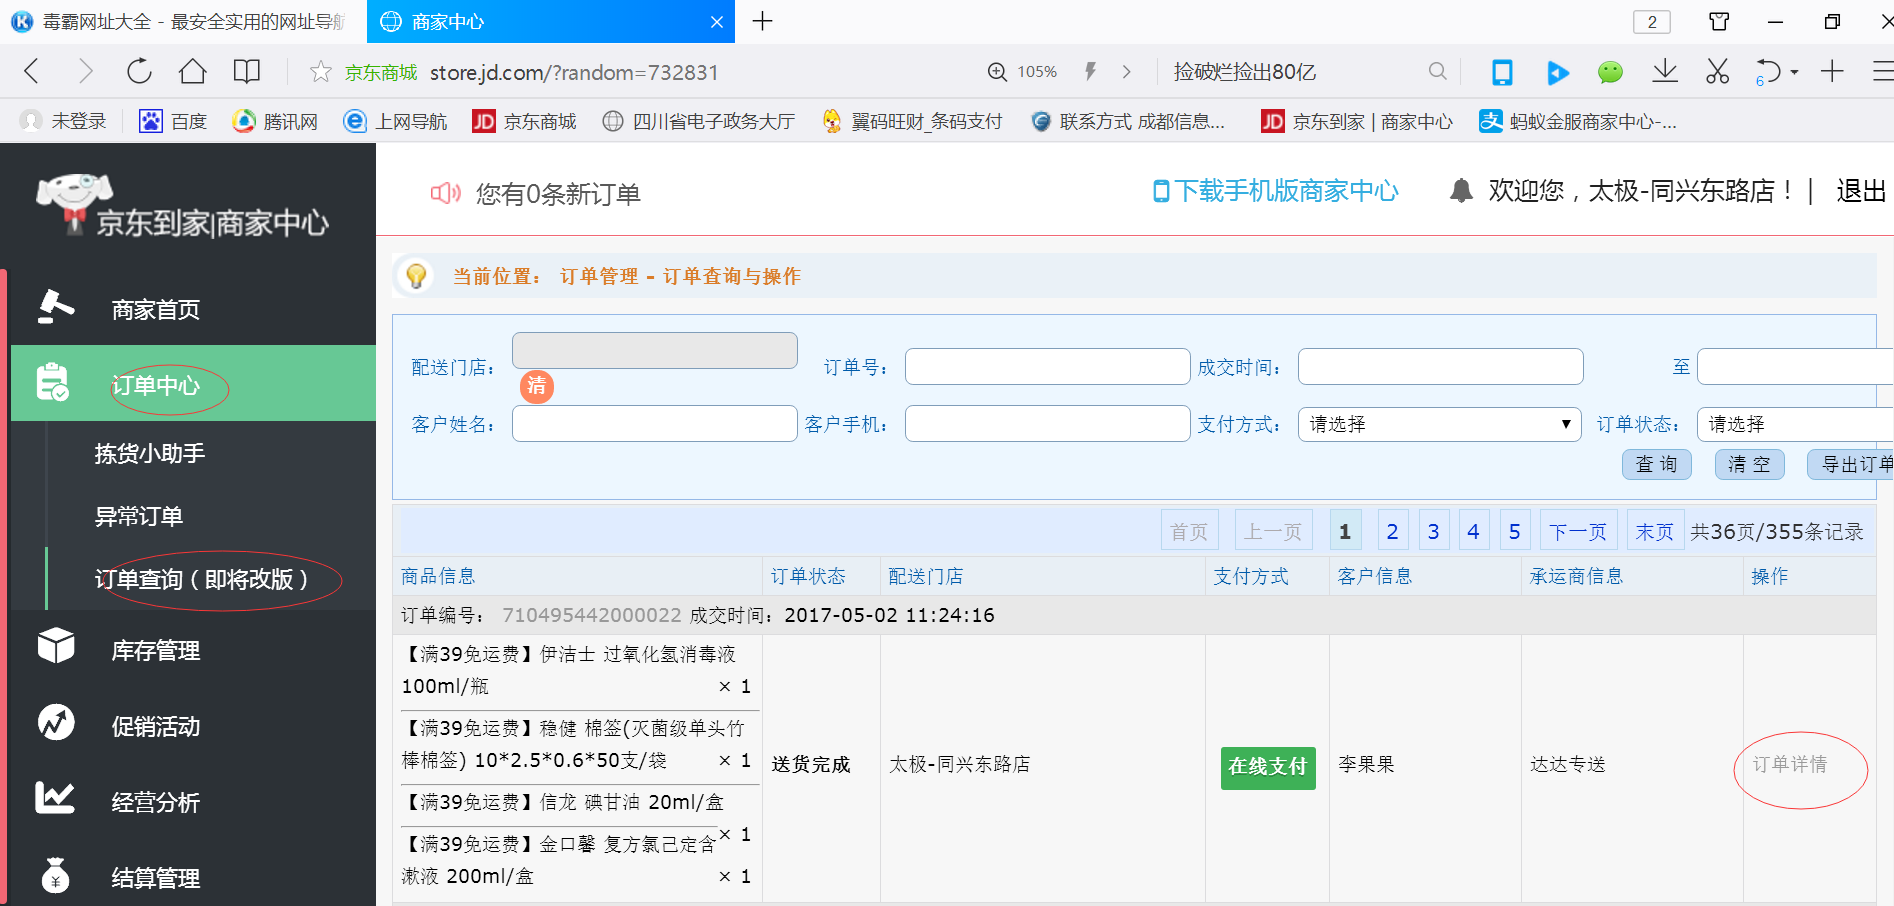 毒霸网址大全 - 最安全实用的网址导航
商家中心
2
京东商城 store.jd.com/?random=732831
105%
捡破烂捡出80亿
6
未登录
百度
腾讯网
上网导航
JD 京东商城
四川省电子政务大厅
翼码旺财_条码支付
联系方式 成都信息...
JD 京东到家 | 商家中心
支 蚂蚁金服商家中心-...
京东到家|商家中心
您有0条新订单
下载手机版商家中心
欢迎您，太极-同兴东路店！ |
退出
商家首页
订单中心
拣货小助手
异常订单
订单查询（即将改版）
库存管理
促销活动
经营分析
结算管理
当前位置： 订单管理 - 订单查询与操作
配送门店：
清
订单号：
成交时间：
至
客户姓名：
客户手机：
支付方式：
请选择
订单状态：
请选择
查 询
清 空
导出订单
首页 上一页 1 2 3 4 5 下一页 末页 共36页/355条记录
商品信息 订单状态 配送门店 支付方式 客户信息 承运商信息 操作
订单编号： 710495442000022 成交时间：2017-05-02 11:24:16
【满39免运费】伊洁士 过氧化氢消毒液
100ml/瓶 × 1
【满39免运费】稳健 棉签(灭菌级单头竹
棒棉签) 10*2.5*0.6*50支/袋 × 1
【满39免运费】信龙 碘甘油 20ml/盒
× 1
【满39免运费】金口馨 复方氯己定含
漱液 200ml/盒 × 1
送货完成
太极-同兴东路店
在线支付
李果果
达达专送
订单详情